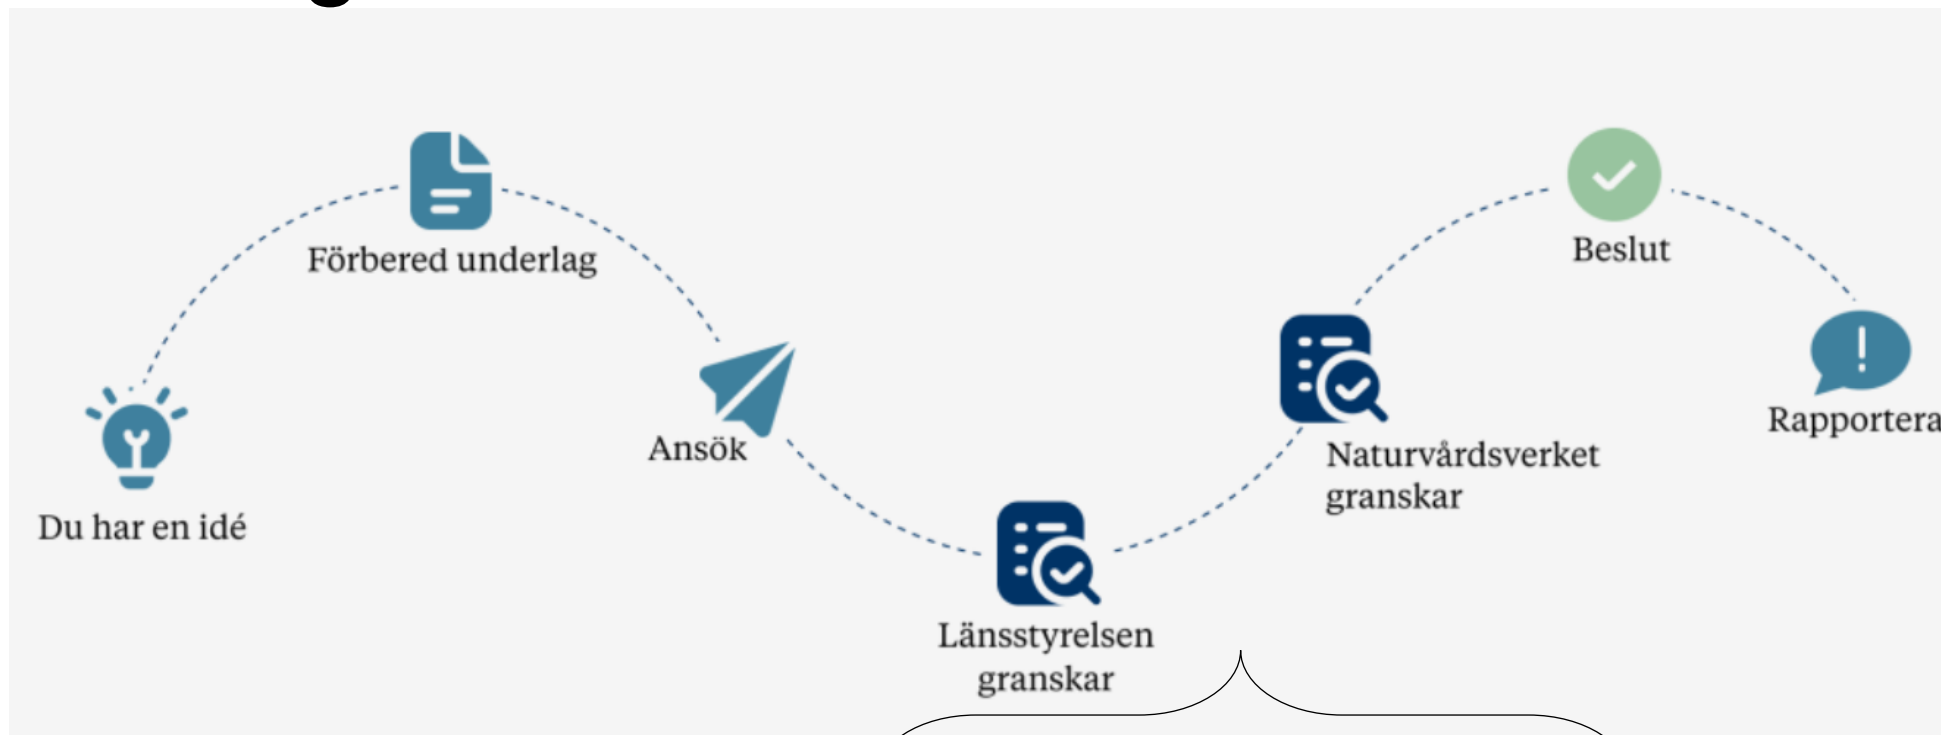 Du har en idé
Förbered underlag
Ansök
Länsstyrelsen
granskar
Naturvårdsverket
granskar
Beslut
Rapportera